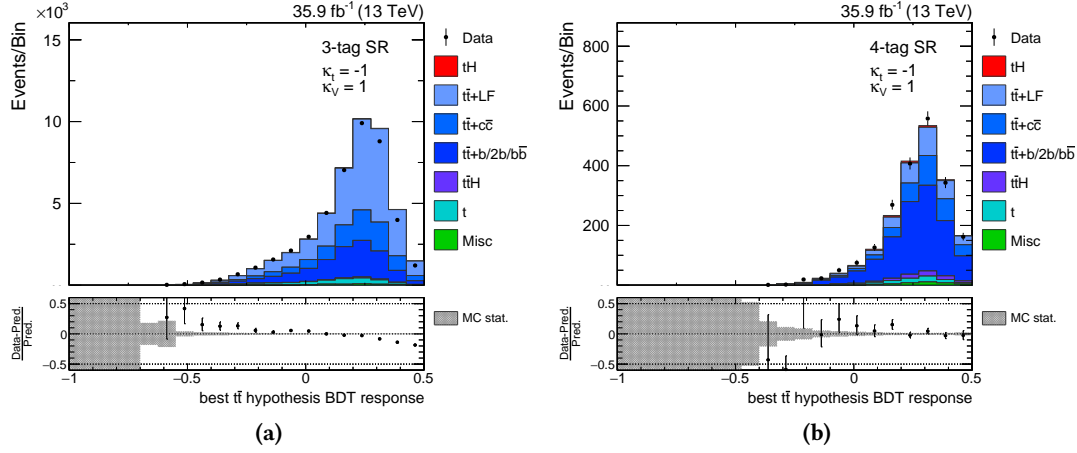 35.9 fb⁻¹ (13 TeV)
×10³
Events/Bin
15
10
5
3-tag SR
κt = -1
κV = 1
Data
tH
tt̄+LF
tt̄+cc̄
tt̄+b/2b/bb̄
tt̄H
t
Misc
Data-Pred.
Pred.
0.5
0
−0.5
MC stat.
−1 −0.5 0 0.5
best tt̄ hypothesis BDT response
(a)
35.9 fb⁻¹ (13 TeV)
Events/Bin
800
600
400
200
4-tag SR
κt = -1
κV = 1
Data
tH
tt̄+LF
tt̄+cc̄
tt̄+b/2b/bb̄
tt̄H
t
Misc
Data-Pred.
Pred.
0.5
0
−0.5
MC stat.
−1 −0.5 0 0.5
best tt̄ hypothesis BDT response
(b)